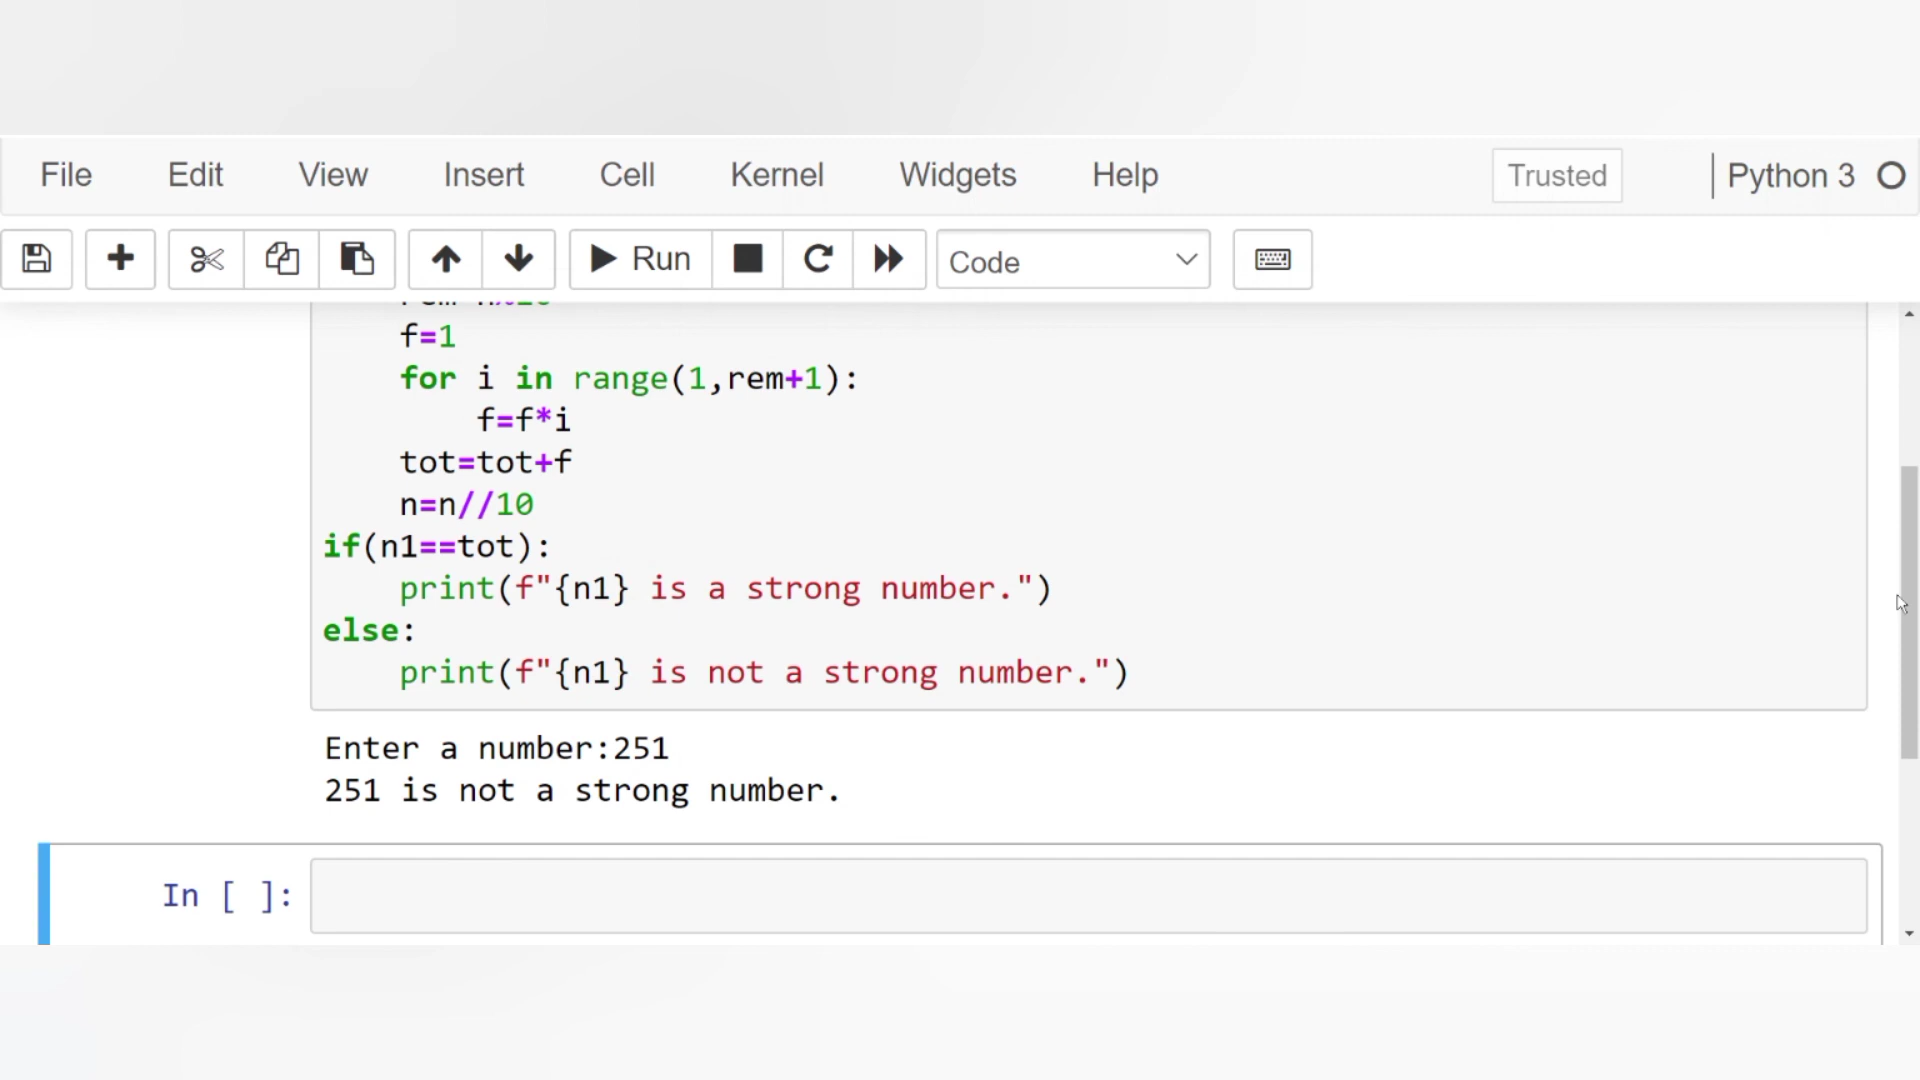 File Edit View Insert Cell Kernel Widgets Help Trusted Python 3
Run Code
f=1
for i in range(1,rem+1):
f=f*i
tot=tot+f
n=n//10
if(n1==tot):
print(f"{n1} is a strong number.")
else:
print(f"{n1} is not a strong number.")
Enter a number:251
251 is not a strong number.
In [ ]: